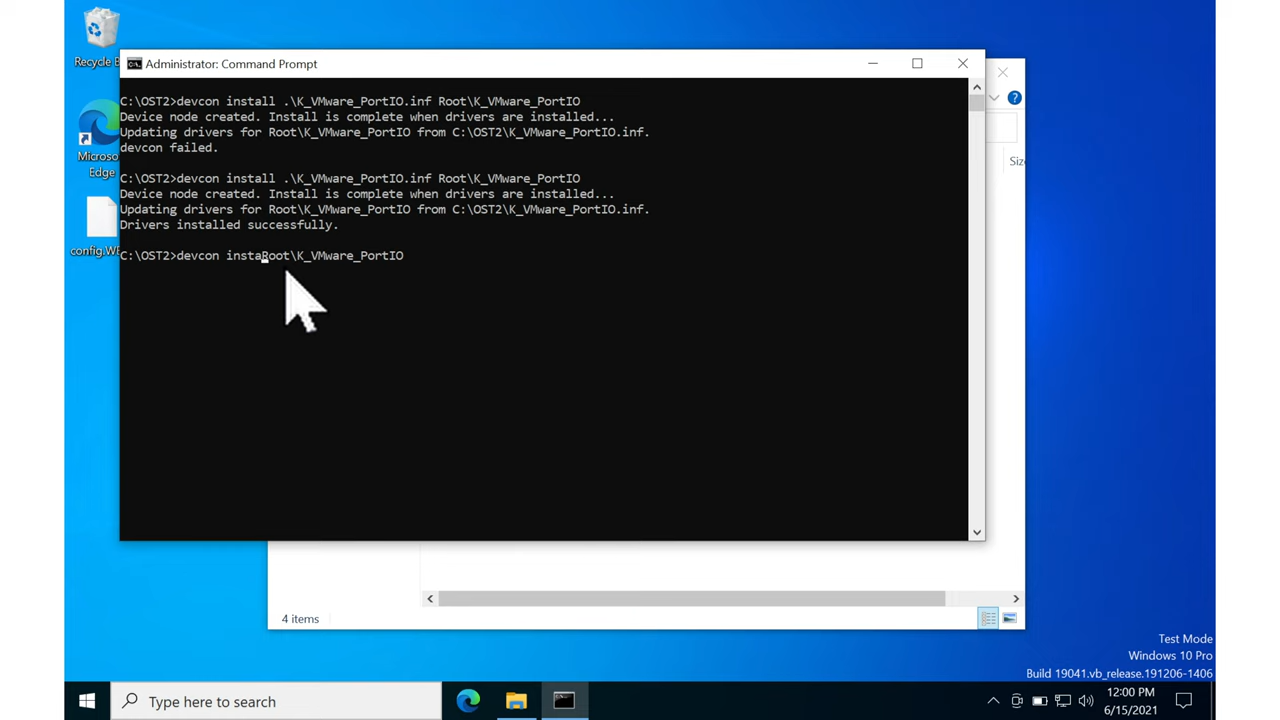 Recycle B
Administrator: Command Prompt
C:\OST2>devcon install .\K_VMware_PortIO.inf Root\K_VMware_PortIO
Device node created. Install is complete when drivers are installed...
Updating drivers for Root\K_VMware_PortIO from C:\OST2\K_VMware_PortIO.inf.
devcon failed.
C:\OST2>devcon install .\K_VMware_PortIO.inf Root\K_VMware_PortIO
Device node created. Install is complete when drivers are installed...
Updating drivers for Root\K_VMware_PortIO from C:\OST2\K_VMware_PortIO.inf.
Drivers installed successfully.
C:\OST2>devcon instaRoot\K_VMware_PortIO
Microso
Edge
config.WE
Siz
4 items
Test Mode
Windows 10 Pro
Build 19041.vb_release.191206-1406
Type here to search
12:00 PM
6/15/2021